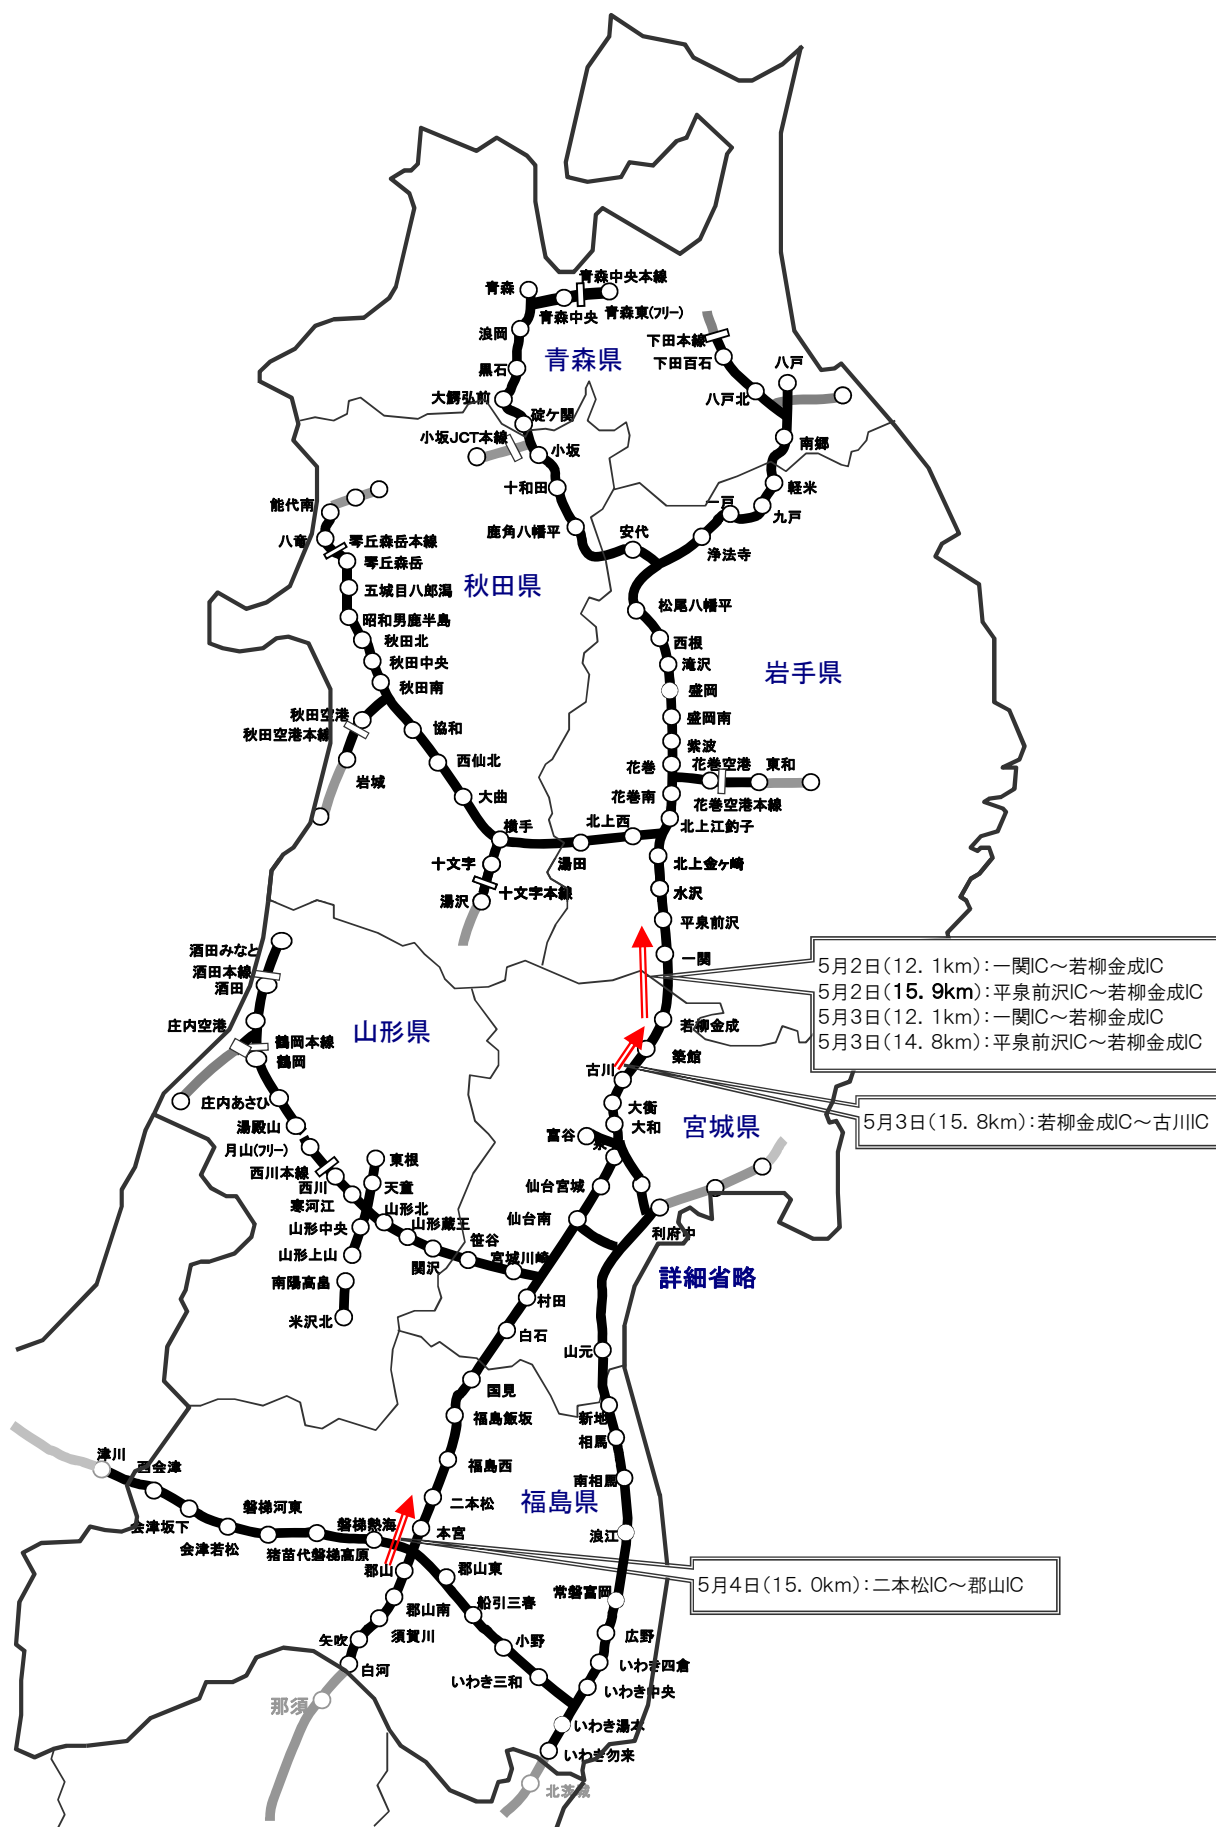 青森中央本線
青森
青森中央
青森東(フリー)
浪岡
下田本線
青森県
下田百石
八戸
黒石
大鰐弘前
八戸北
碇ケ関
小坂JCT本線
小坂
南郷
十和田
軽米
能代南
一戸
九戸
鹿角八幡平
安代
八竜
琴丘森岳本線
浄法寺
琴丘森岳
秋田県
五城目八郎潟
松尾八幡平
昭和男鹿半島
秋田北
西根
秋田中央
滝沢
岩手県
秋田南
盛岡
秋田空港
盛岡南
秋田空港本線
協和
紫波
西仙北
花巻
花巻空港
東和
岩城
大曲
花巻南
花巻空港本線
横手
北上西
北上江釣子
十文字
湯田
北上金ヶ崎
湯沢
十文字本線
水沢
平泉前沢
酒田みなと
一関
酒田本線
酒田
5月2日(12.1km):一関IC～若柳金成IC
5月2日(15.9km):平泉前沢IC～若柳金成IC
5月3日(12.1km):一関IC～若柳金成IC
5月3日(14.8km):平泉前沢IC～若柳金成IC
庄内空港
山形県
若柳金成
鶴岡本線
鶴岡
築館
古川
庄内あさひ
大衡
5月3日(15.8km):若柳金成IC～古川IC
湯殿山
大和
宮城県
富谷
泉
月山(フリー)
東根
西川本線
西川
天童
仙台宮城
寒河江
山形北
山形中央
山形蔵王
仙台南
利府中
笹谷
山形上山
関沢
宮城川崎
南陽高畠
詳細省略
村田
米沢北
白石
山元
国見
福島飯坂
新地
相馬
津川
西会津
福島西
南相馬
磐梯河東
二本松
福島県
会津坂下
磐梯熱海
本宮
浪江
会津若松
猪苗代磐梯高原
郡山
郡山東
5月4日(15.0km):二本松IC～郡山IC
常磐富岡
郡山南
船引三春
須賀川
矢吹
小野
広野
白河
いわき四倉
いわき三和
いわき中央
那須
いわき湯本
いわき勿来
北茨城